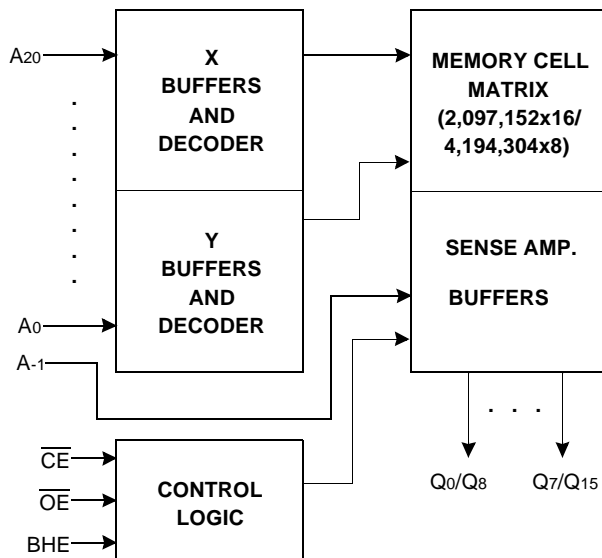 A20
X
BUFFERS
AND
DECODER
MEMORY CELL
MATRIX
(2,097,152x16/
4,194,304x8)
Y
BUFFERS
AND
DECODER
SENSE AMP.
BUFFERS
A0
A-1
CE
OE
BHE
CONTROL
LOGIC
. . .
Q0/Q8
Q7/Q15